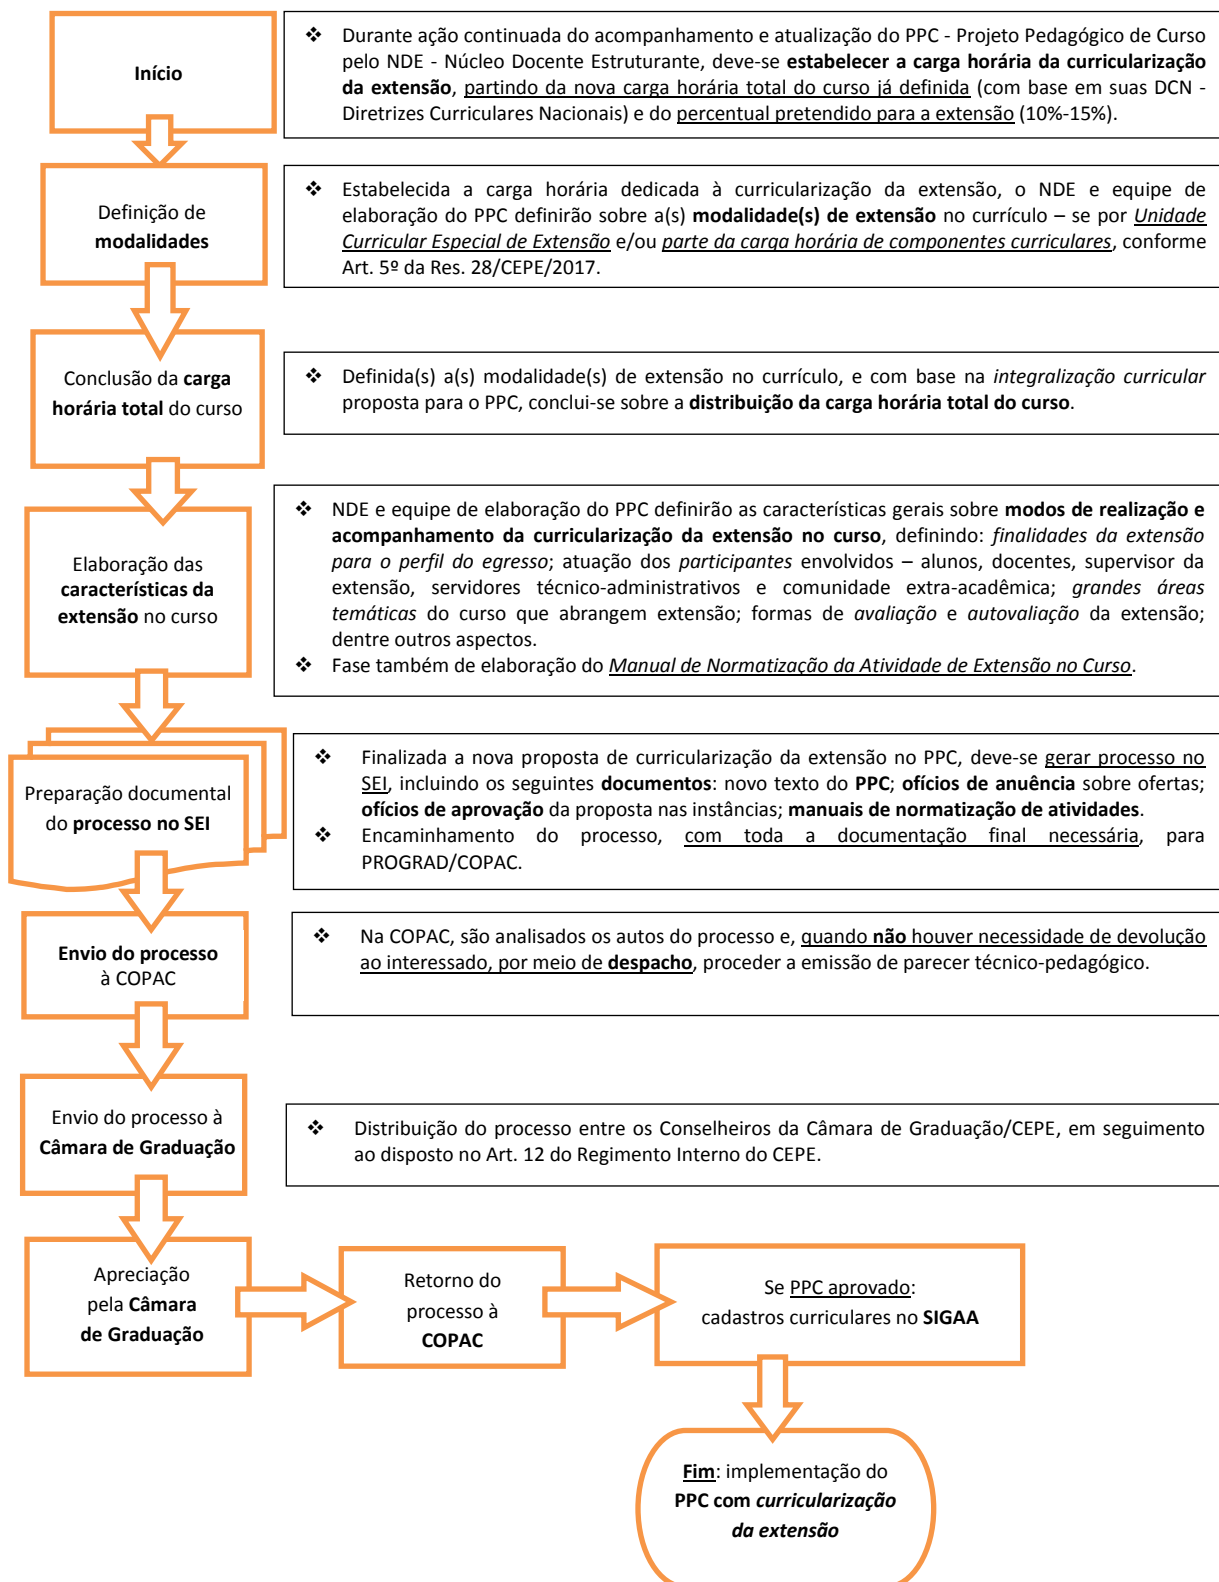 Início
❖ Durante ação continuada do acompanhamento e atualização do PPC - Projeto Pedagógico de Curso
pelo NDE - Núcleo Docente Estruturante, deve-se estabelecer a carga horária da curricularização
da extensão, partindo da nova carga horária total do curso já definida (com base em suas DCN -
Diretrizes Curriculares Nacionais) e do percentual pretendido para a extensão (10%-15%).
Definição de
modalidades
❖ Estabelecida a carga horária dedicada à curricularização da extensão, o NDE e equipe de
elaboração do PPC definirão sobre a(s) modalidade(s) de extensão no currículo – se por Unidade
Curricular Especial de Extensão e/ou parte da carga horária de componentes curriculares, conforme
Art. 5º da Res. 28/CEPE/2017.
Conclusão da carga
horária total do curso
❖ Definida(s) a(s) modalidade(s) de extensão no currículo, e com base na integralização curricular
proposta para o PPC, conclui-se sobre a distribuição da carga horária total do curso.
Elaboração das
características da
extensão no curso
❖ NDE e equipe de elaboração do PPC definirão as características gerais sobre modos de realização e
acompanhamento da curricularização da extensão no curso, definindo: finalidades da extensão
para o perfil do egresso; atuação dos participantes envolvidos – alunos, docentes, supervisor da
extensão, servidores técnico-administrativos e comunidade extra-acadêmica; grandes áreas
temáticas do curso que abrangem extensão; formas de avaliação e autovaliação da extensão;
dentre outros aspectos.
❖ Fase também de elaboração do Manual de Normatização da Atividade de Extensão no Curso.
Preparação documental
do processo no SEI
❖ Finalizada a nova proposta de curricularização da extensão no PPC, deve-se gerar processo no
SEI, incluindo os seguintes documentos: novo texto do PPC; ofícios de anuência sobre ofertas;
ofícios de aprovação da proposta nas instâncias; manuais de normatização de atividades.
❖ Encaminhamento do processo, com toda a documentação final necessária, para
PROGRAD/COPAC.
Envio do processo
à COPAC
❖ Na COPAC, são analisados os autos do processo e, quando não houver necessidade de devolução
ao interessado, por meio de despacho, proceder a emissão de parecer técnico-pedagógico.
Envio do processo à
Câmara de Graduação
❖ Distribuição do processo entre os Conselheiros da Câmara de Graduação/CEPE, em seguimento
ao disposto no Art. 12 do Regimento Interno do CEPE.
Apreciação
pela Câmara
de Graduação
Retorno do
processo à
COPAC
Se PPC aprovado:
cadastros curriculares no SIGAA
Fim: implementação do
PPC com curricularização
da extensão